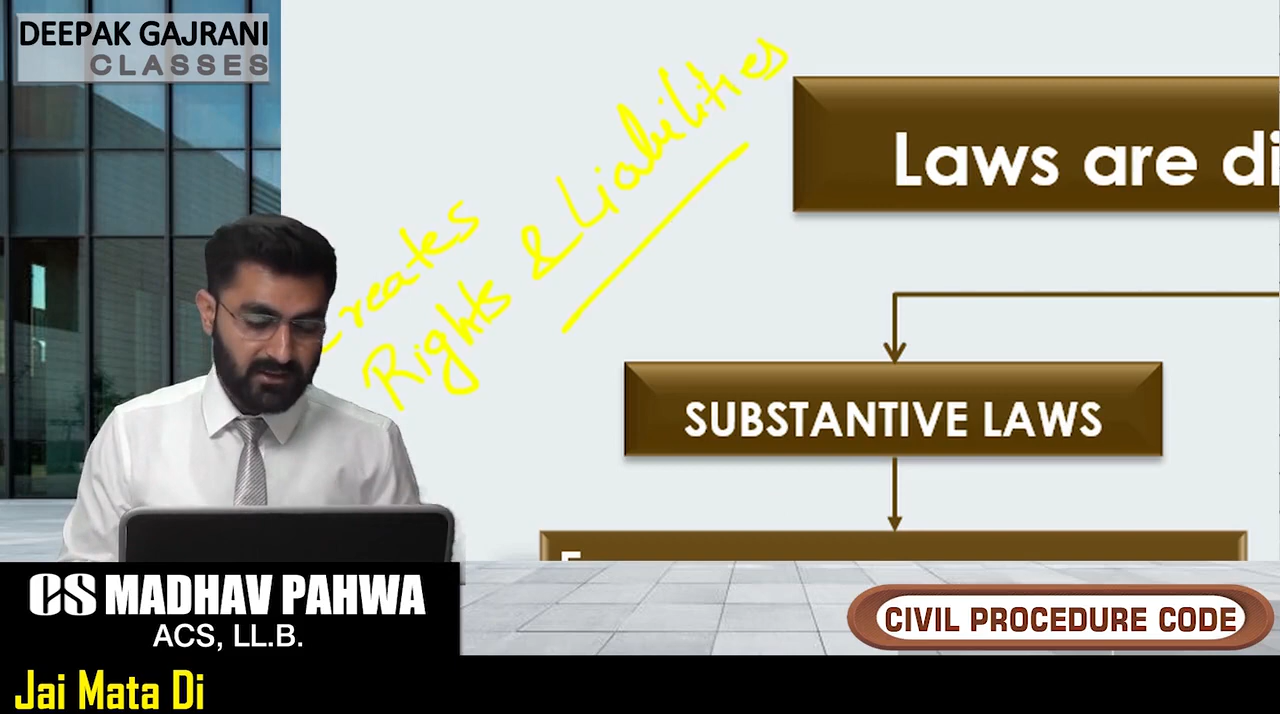 DEEPAK GAJRANI
CLASSES
Creates
Rights & Liabilities
Laws are di
SUBSTANTIVE LAWS
CS MADHAV PAHWA
ACS, LL.B.
CIVIL PROCEDURE CODE
Jai Mata Di